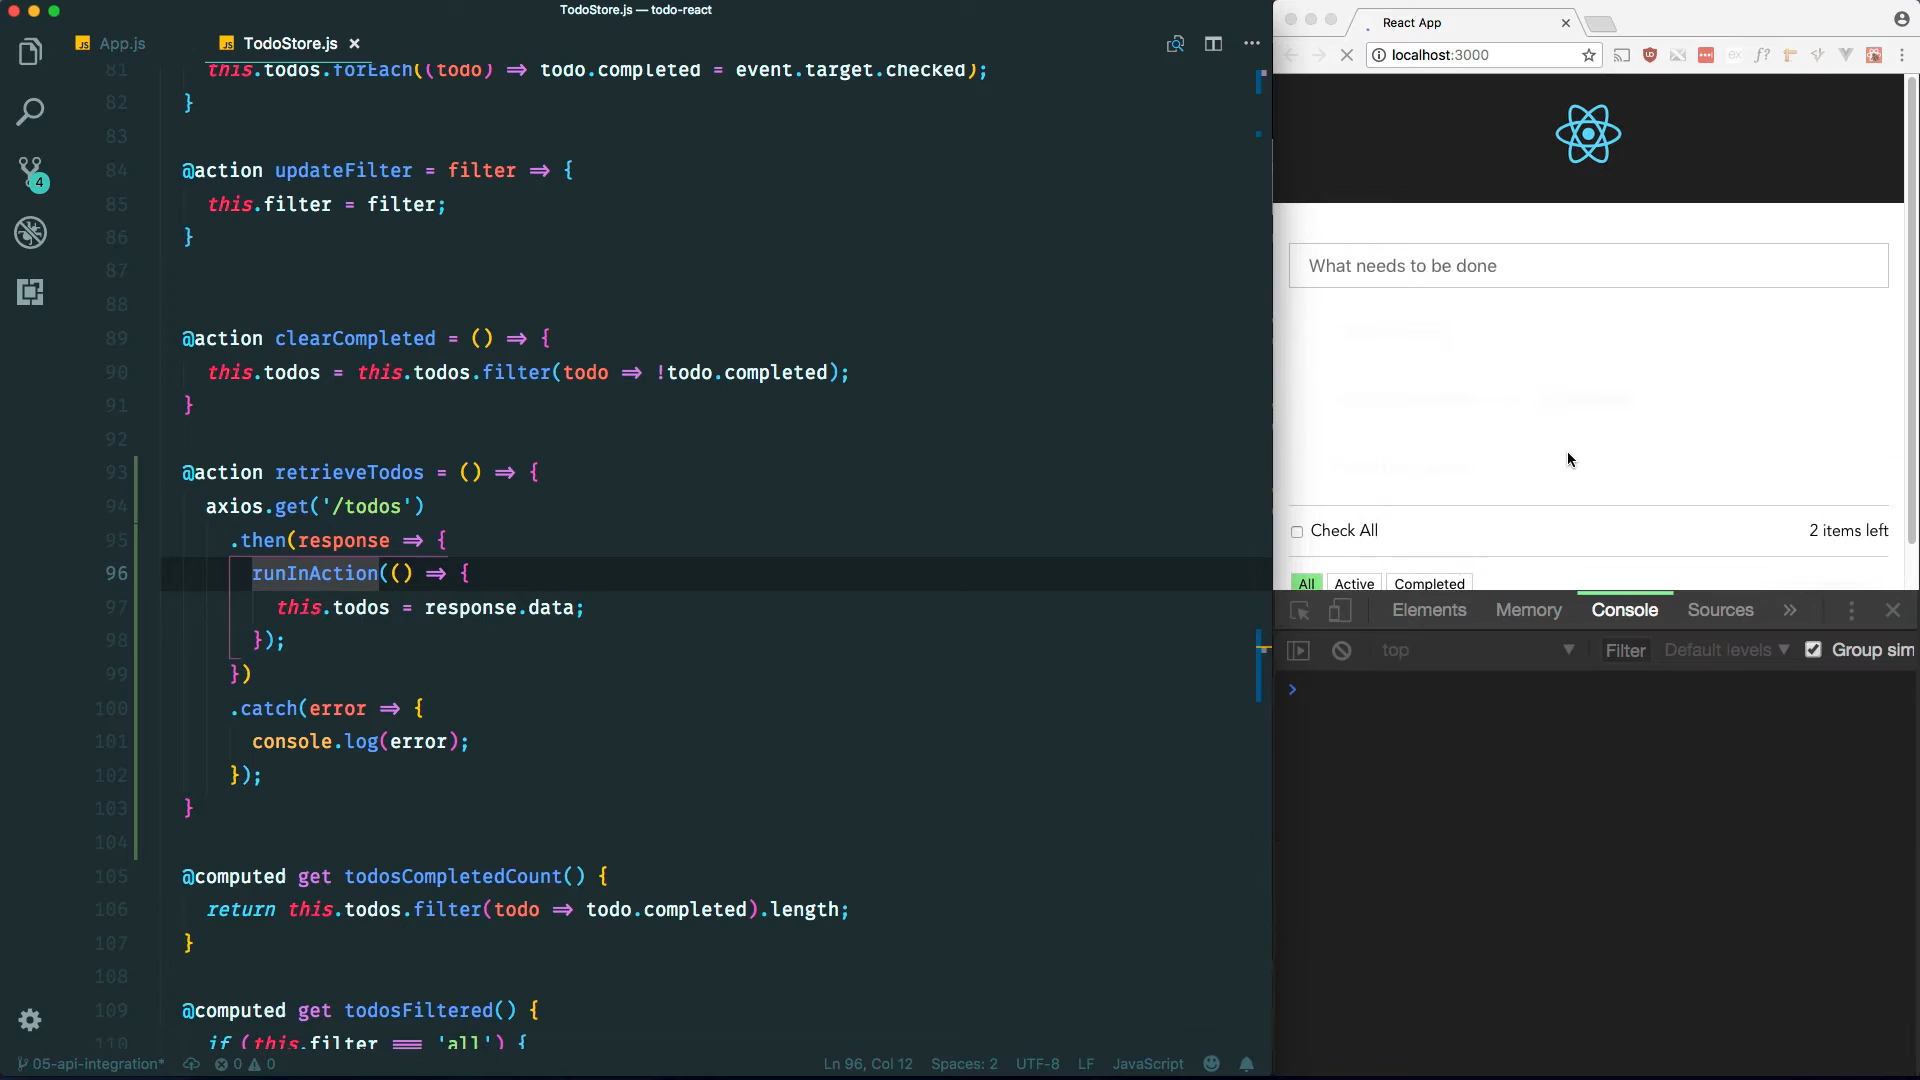 TodoStore.js — todo-react
App.js
TodoStore.js
81 this.todos.forEach((todo) ⇒ todo.completed = event.target.checked);
82 }
83
84 @action updateFilter = filter ⇒ {
85 this.filter = filter;
86 }
87
88
89 @action clearCompleted = () ⇒ {
90 this.todos = this.todos.filter(todo ⇒ !todo.completed);
91 }
92
93 @action retrieveTodos = () ⇒ {
94 axios.get('/todos')
95 .then(response ⇒ {
96 runInAction(() ⇒ {
97 this.todos = response.data;
98 });
99 })
100 .catch(error ⇒ {
101 console.log(error);
102 });
103 }
104
105 @computed get todosCompletedCount() {
106 return this.todos.filter(todo ⇒ todo.completed).length;
107 }
108
109 @computed get todosFiltered() {
110 if (this.filter === 'all') {
4
05-api-integration* 0 0
Ln 96, Col 12 Spaces: 2 UTF-8 LF JavaScript
React App
localhost:3000
What needs to be done
Check All 2 items left
All Active Completed
Elements Memory Console Sources »
top Filter Default levels ▼ Group sim